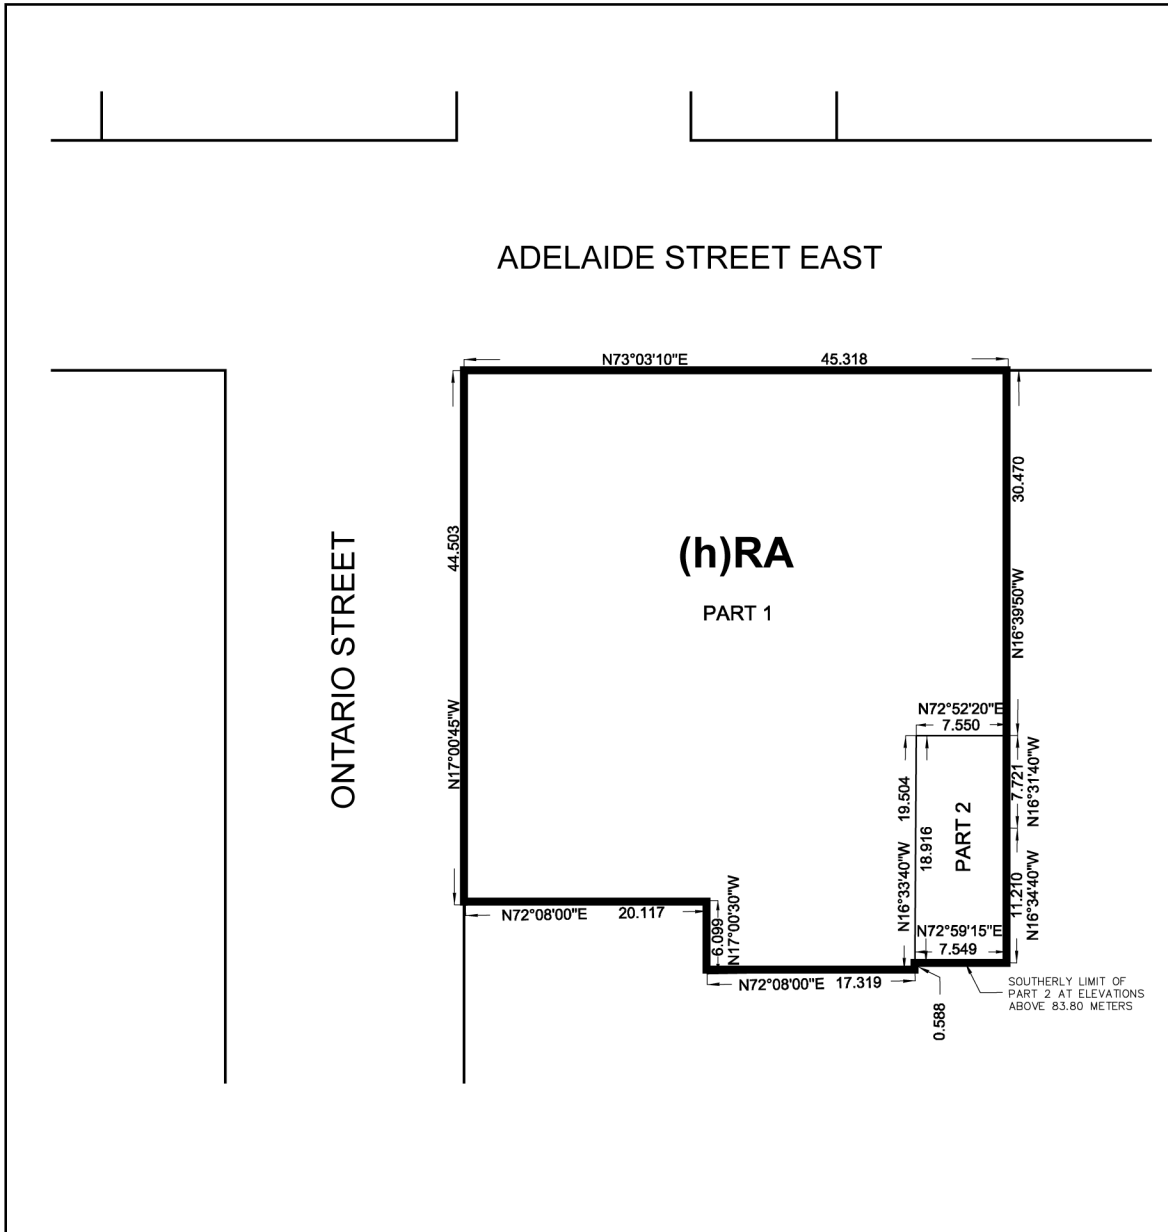 ADELAIDE STREET EAST
N73°03'10"E 45.318
44.503
N17°00'45"W
ONTARIO STREET
(h)RA
PART 1
30.470
N16°39'50"W
N72°52'20"E
7.550
19.504
N16°33'40"W
18.916
PART 2
7.721
N16°31'40"W
11.210
N16°34'40"W
N72°59'15"E
7.549
N72°08'00"E 20.117
6.099
N17°00'30"W
N72°08'00"E 17.319
0.588
SOUTHERLY LIMIT OF
PART 2 AT ELEVATIONS
ABOVE 83.80 METERS